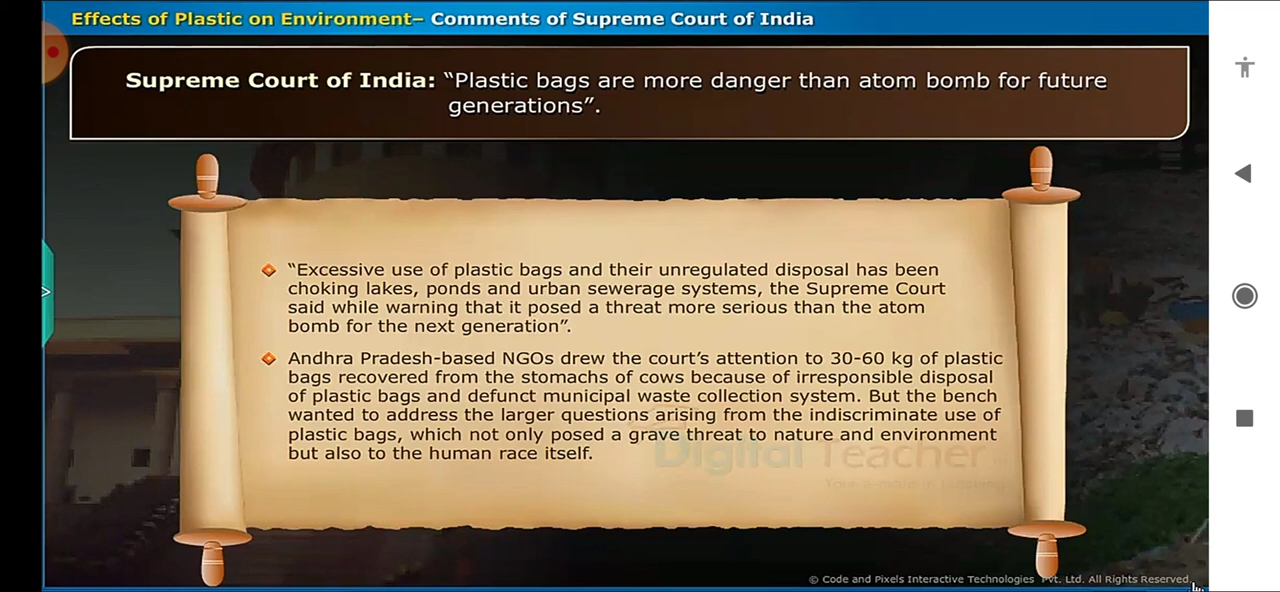 Effects of Plastic on Environment– Comments of Supreme Court of India
Supreme Court of India: “Plastic bags are more danger than atom bomb for future
generations”.
“Excessive use of plastic bags and their unregulated disposal has been
choking lakes, ponds and urban sewerage systems, the Supreme Court
said while warning that it posed a threat more serious than the atom
bomb for the next generation”.
Andhra Pradesh-based NGOs drew the court’s attention to 30-60 kg of plastic
bags recovered from the stomachs of cows because of irresponsible disposal
of plastic bags and defunct municipal waste collection system. But the bench
wanted to address the larger questions arising from the indiscriminate use of
plastic bags, which not only posed a grave threat to nature and environment
but also to the human race itself.
Digital Teacher
© Code and Pixels Interactive Technologies Pvt. Ltd. All Rights Reserved.